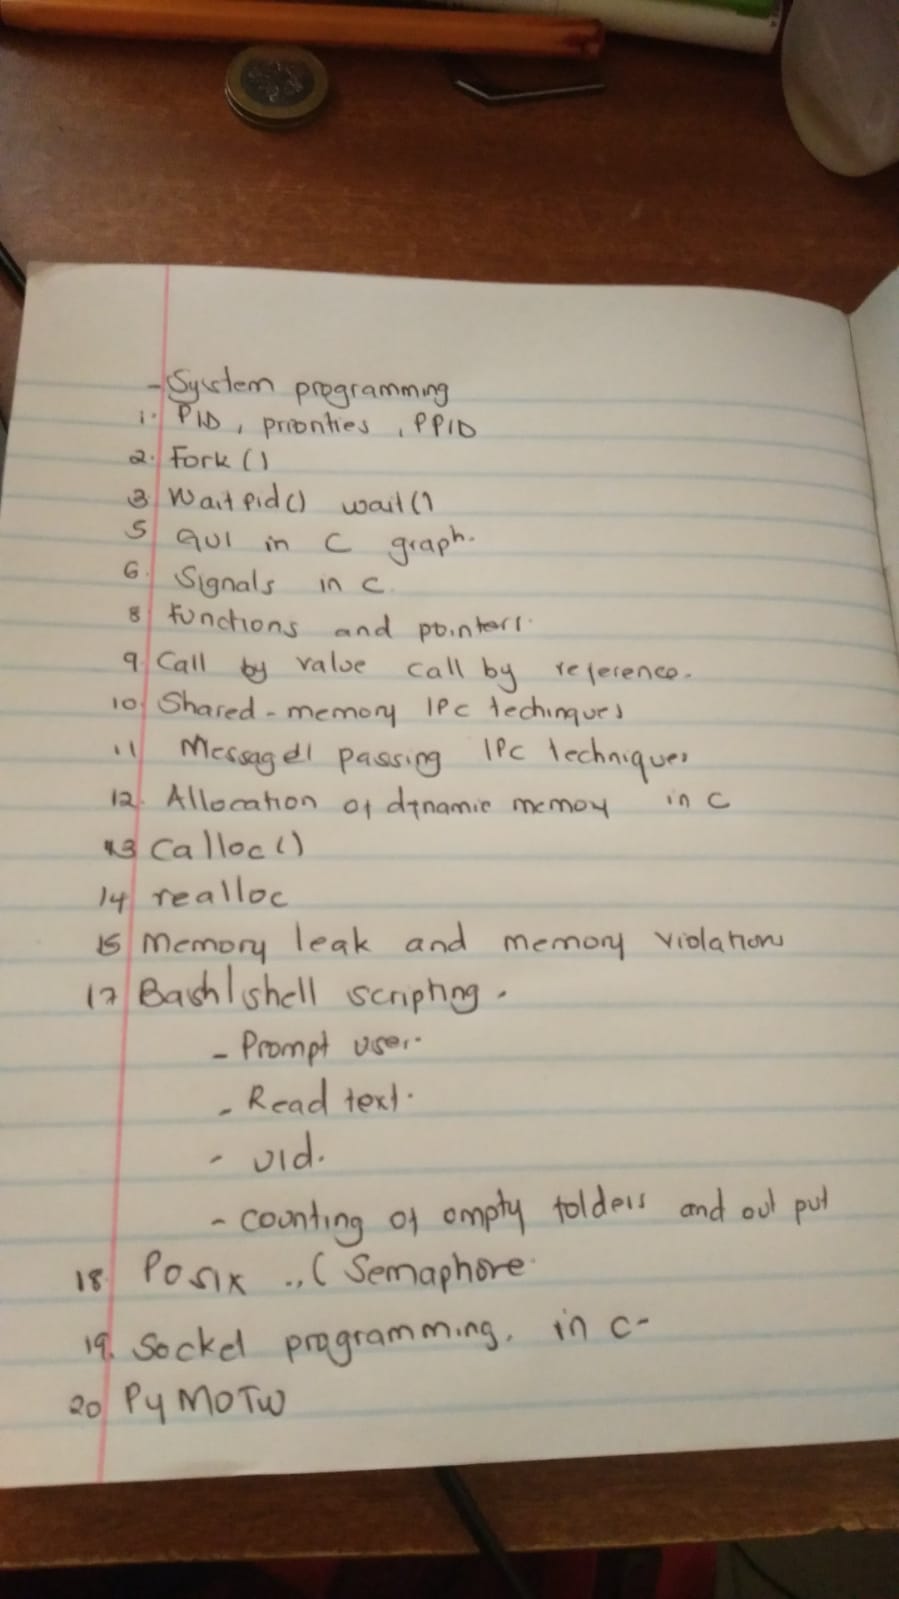 - System programming
1. PID, priorities, PPID
2. Fork ()
3 Wait pid() wait()
5 GUI in C graph.
6. Signals in C.
8 functions and pointers.
9. Call by value call by reference.
10 Shared - memory IPC techinques
11 Messages passing IPC techniques
12. Allocation of dynamic memory in C
13 Calloc ()
14 realloc
15 Memory leak and memory violations
17 Bash/shell scripting.
- Prompt user.
- Read text.
- uid.
- counting of empty folders and out put
18. Posix ..( Semaphore.
19. Socket programming. in C-
20 PyMOTW